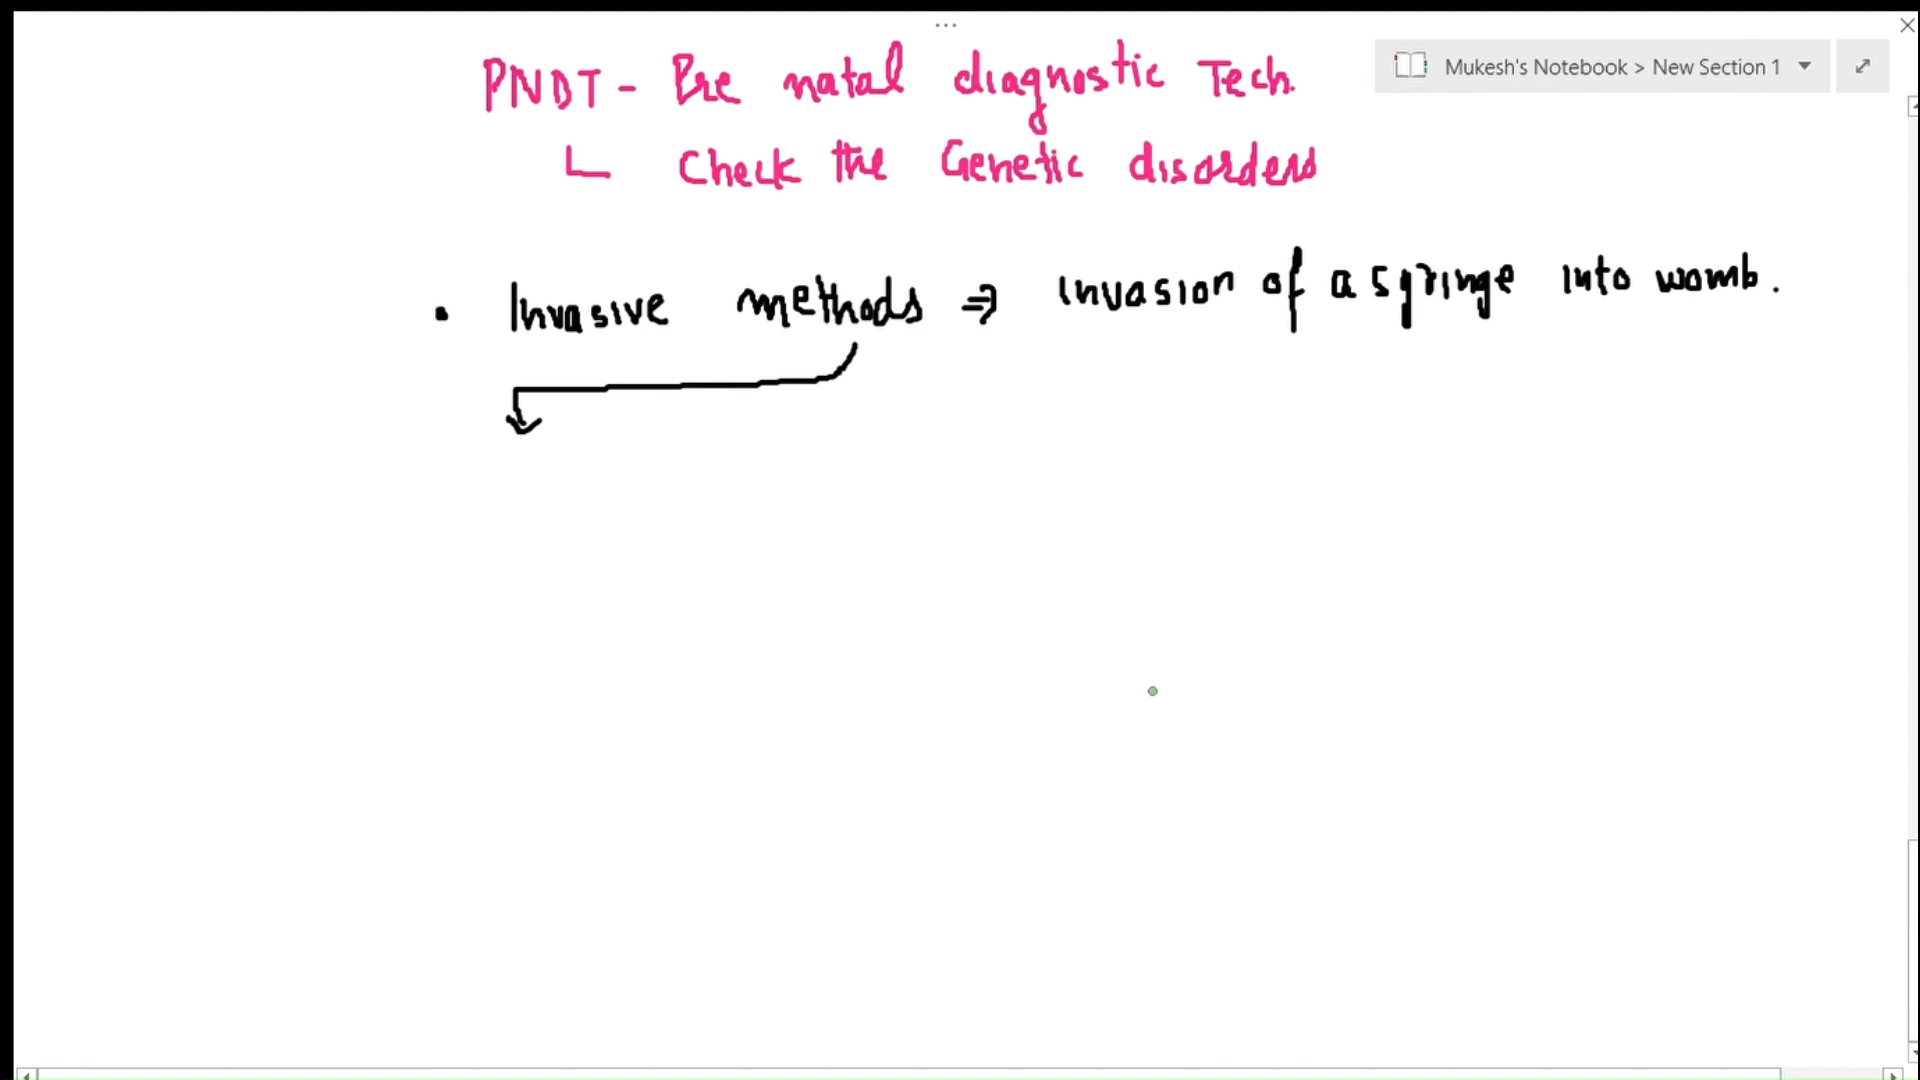 ...
PNDT - Pre natal diagnostic Tech.
Mukesh's Notebook > New Section 1
Check the Genetic disorders
• Invasive methods ⇒ invasion of a syringe into womb.